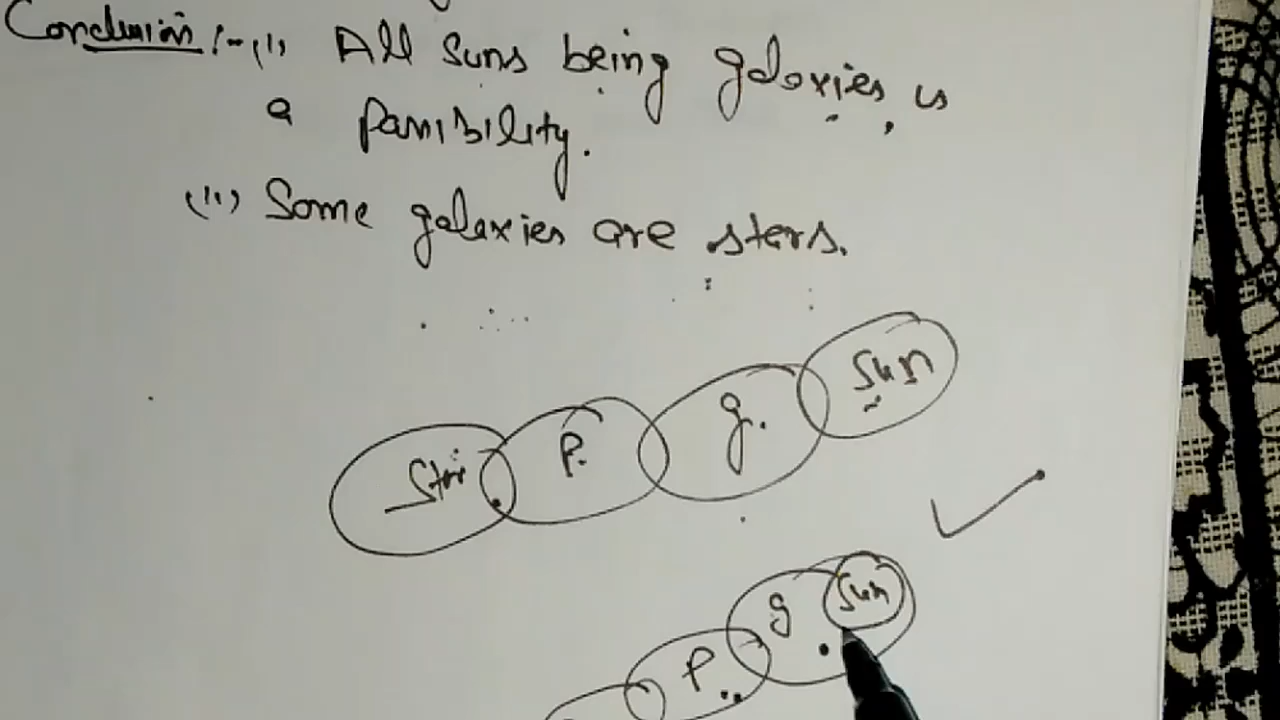 Conclusion :- (i) All Suns being galaxies is
a Possibility.
(ii) Some galaxies are stars.
Sun
g.
P.
Star
Sun
g
P